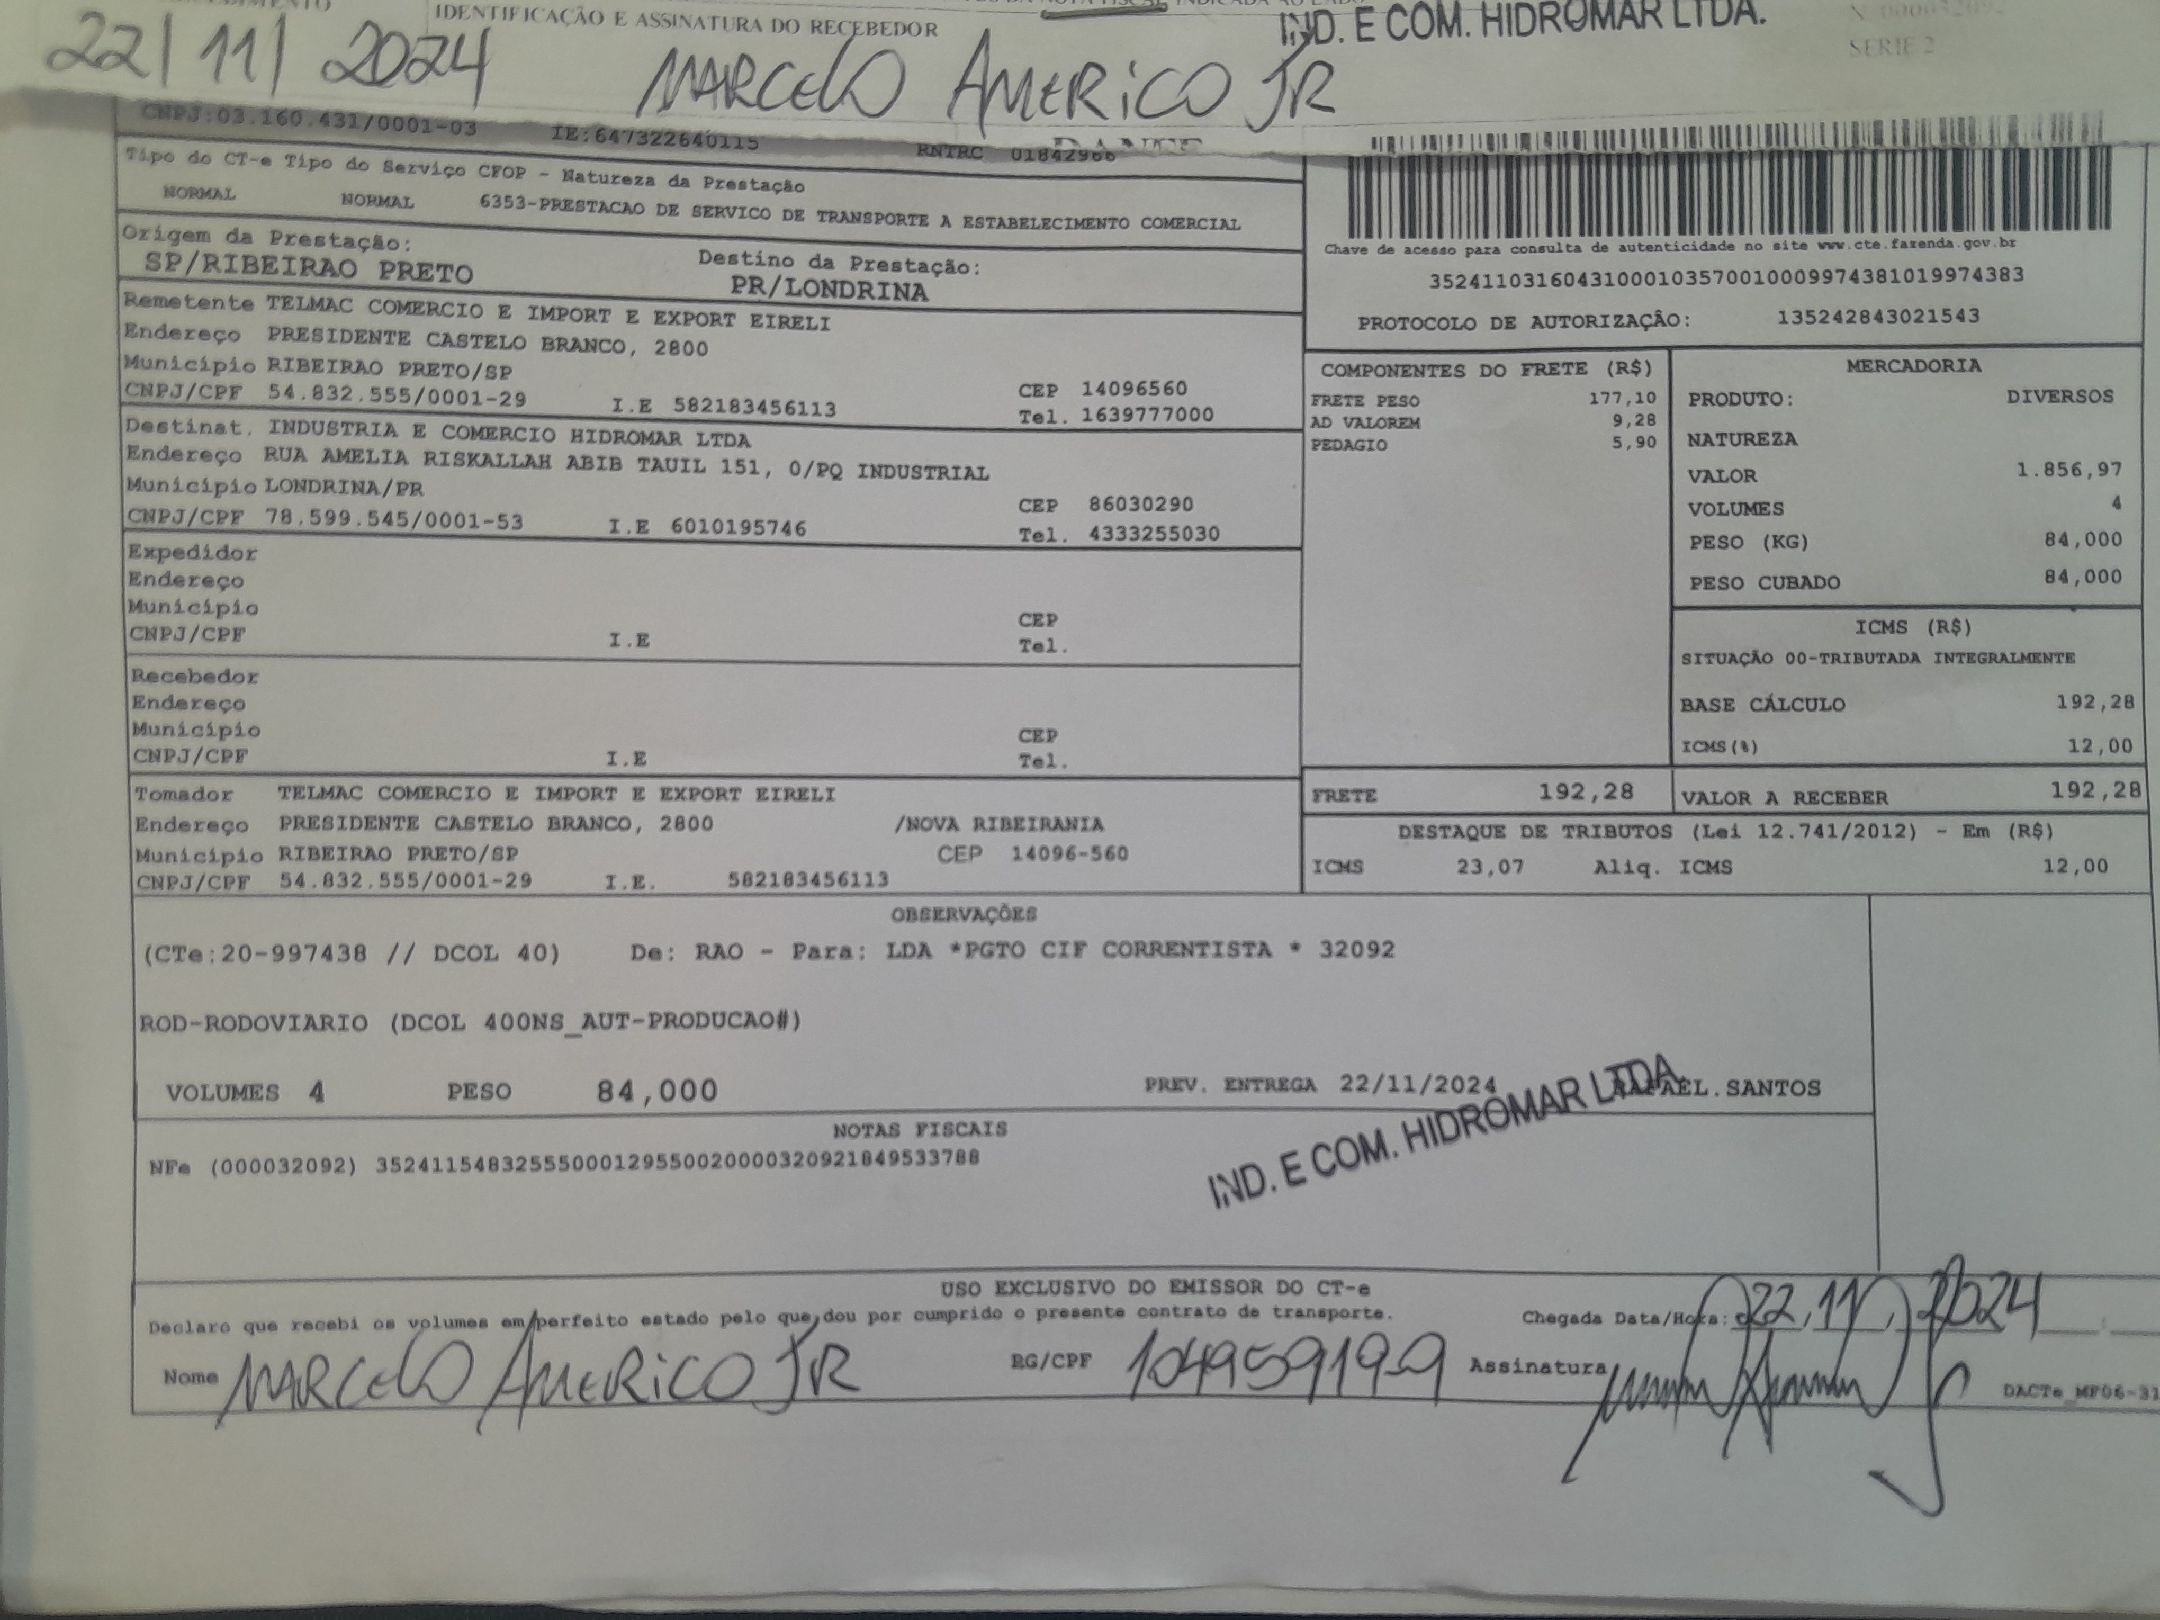 IDENTIFICAÇÃO E ASSINATURA DO RECEBEDOR
IND. E COM. HIDROMAR LTDA.
SERIE 2
22/11/2024 MARCELO AMERICO JR
CNPJ:03.160.431/0001-03 IE:647322640115 RNTRC 01842966
Tipo do CT-e Tipo do Serviço CFOP - Natureza da Prestação
NORMAL NORMAL 6353-PRESTACAO DE SERVICO DE TRANSPORTE A ESTABELECIMENTO COMERCIAL
Origem da Prestação: Destino da Prestação:
SP/RIBEIRAO PRETO PR/LONDRINA
Remetente TELMAC COMERCIO E IMPORT E EXPORT EIRELI
Endereço PRESIDENTE CASTELO BRANCO, 2800
Município RIBEIRAO PRETO/SP CEP 14096560
CNPJ/CPF 54.832.555/0001-29 I.E 582183456113 Tel. 1639777000
Destinat. INDUSTRIA E COMERCIO HIDROMAR LTDA
Endereço RUA AMELIA RISKALLAH ABIB TAUIL 151, 0/PQ INDUSTRIAL
Município LONDRINA/PR CEP 86030290
CNPJ/CPF 78.599.545/0001-53 I.E 6010195746 Tel. 4333255030
Expedidor
Endereço
Município CEP
CNPJ/CPF I.E Tel.
Recebedor
Endereço
Município CEP
CNPJ/CPF I.E Tel.
Tomador TELMAC COMERCIO E IMPORT E EXPORT EIRELI
Endereço PRESIDENTE CASTELO BRANCO, 2800 /NOVA RIBEIRANIA
Município RIBEIRAO PRETO/SP CEP 14096-560
CNPJ/CPF 54.832.555/0001-29 I.E. 582183456113
Chave de acesso para consulta de autenticidade no site www.cte.fazenda.gov.br
35241103160431000103570010009974381019974383
PROTOCOLO DE AUTORIZAÇÂO: 135242843021543
COMPONENTES DO FRETE (R$)
FRETE PESO 177,10
AD VALOREM 9,28
PEDAGIO 5,90
MERCADORIA
PRODUTO: DIVERSOS
NATUREZA
VALOR 1.856,97
VOLUMES 4
PESO (KG) 84,000
PESO CUBADO 84,000
ICMS (R$)
SITUAÇÃO 00-TRIBUTADA INTEGRALMENTE
BASE CÁLCULO 192,28
ICMS(%) 12,00
FRETE 192,28 VALOR A RECEBER 192,28
DESTAQUE DE TRIBUTOS (Lei 12.741/2012) - Em (R$)
ICMS 23,07 Aliq. ICMS 12,00
OBSERVAÇÕES
(CTe:20-997438 // DCOL 40) De: RAO - Para: LDA *PGTO CIF CORRENTISTA * 32092
ROD-RODOVIARIO (DCOL 400NS_AUT-PRODUCAO#)
VOLUMES 4 PESO 84,000 PREV. ENTREGA 22/11/2024 RAFAEL.SANTOS
IND. E COM. HIDROMAR LTDA.
NOTAS FISCAIS
NFe (000032092) 35241154832555000129550020000320921849533788
USO EXCLUSIVO DO EMISSOR DO CT-e
Declaro que recebi os volumes em perfeito estado pelo que dou por cumprido o presente contrato de transporte. Chegada Data/Hora: 22,11,2024
Nome MARCELO AMERICO JR RG/CPF 104959199 Assinatura
DACTe_MF06-31